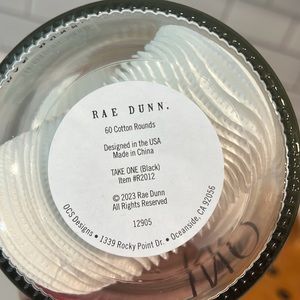 RAE DUNN.
60 Cotton Rounds
Designed in the USA
Made in China
TAKE ONE (Black)
Item #R2012
© 2023 Rae Dunn
All Rights Reserved
12905
OCS Designs • 1339 Rocky Point Dr. • Oceanside, CA 92056